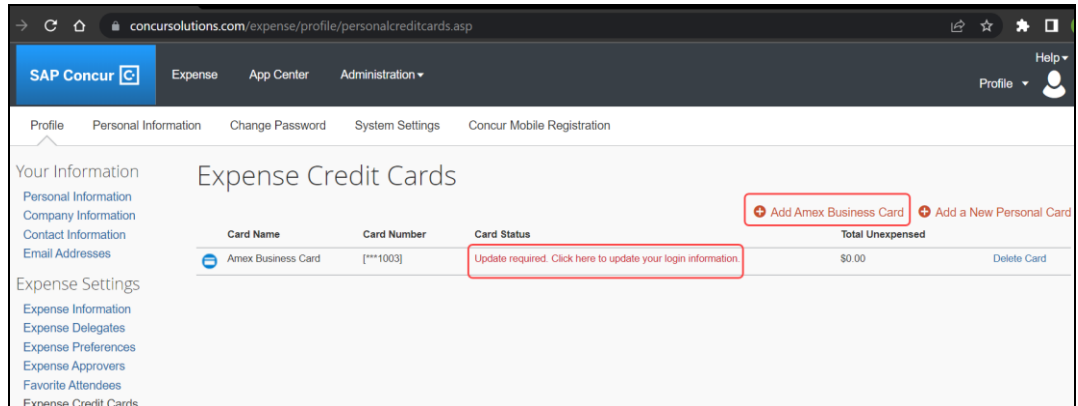 concursolutions.com/expense/profile/personalcreditcards.asp
Help
SAP Concur C Expense App Center Administration
Profile
Profile Personal Information Change Password System Settings Concur Mobile Registration
Your Information
Personal Information
Company Information
Contact Information
Email Addresses
Expense Settings
Expense Information
Expense Delegates
Expense Preferences
Expense Approvers
Favorite Attendees
Expense Credit Cards
Expense Credit Cards
Add Amex Business Card Add a New Personal Card
Card Name Card Number Card Status Total Unexpensed
Amex Business Card [***1003] Update required. Click here to update your login information. $0.00 Delete Card